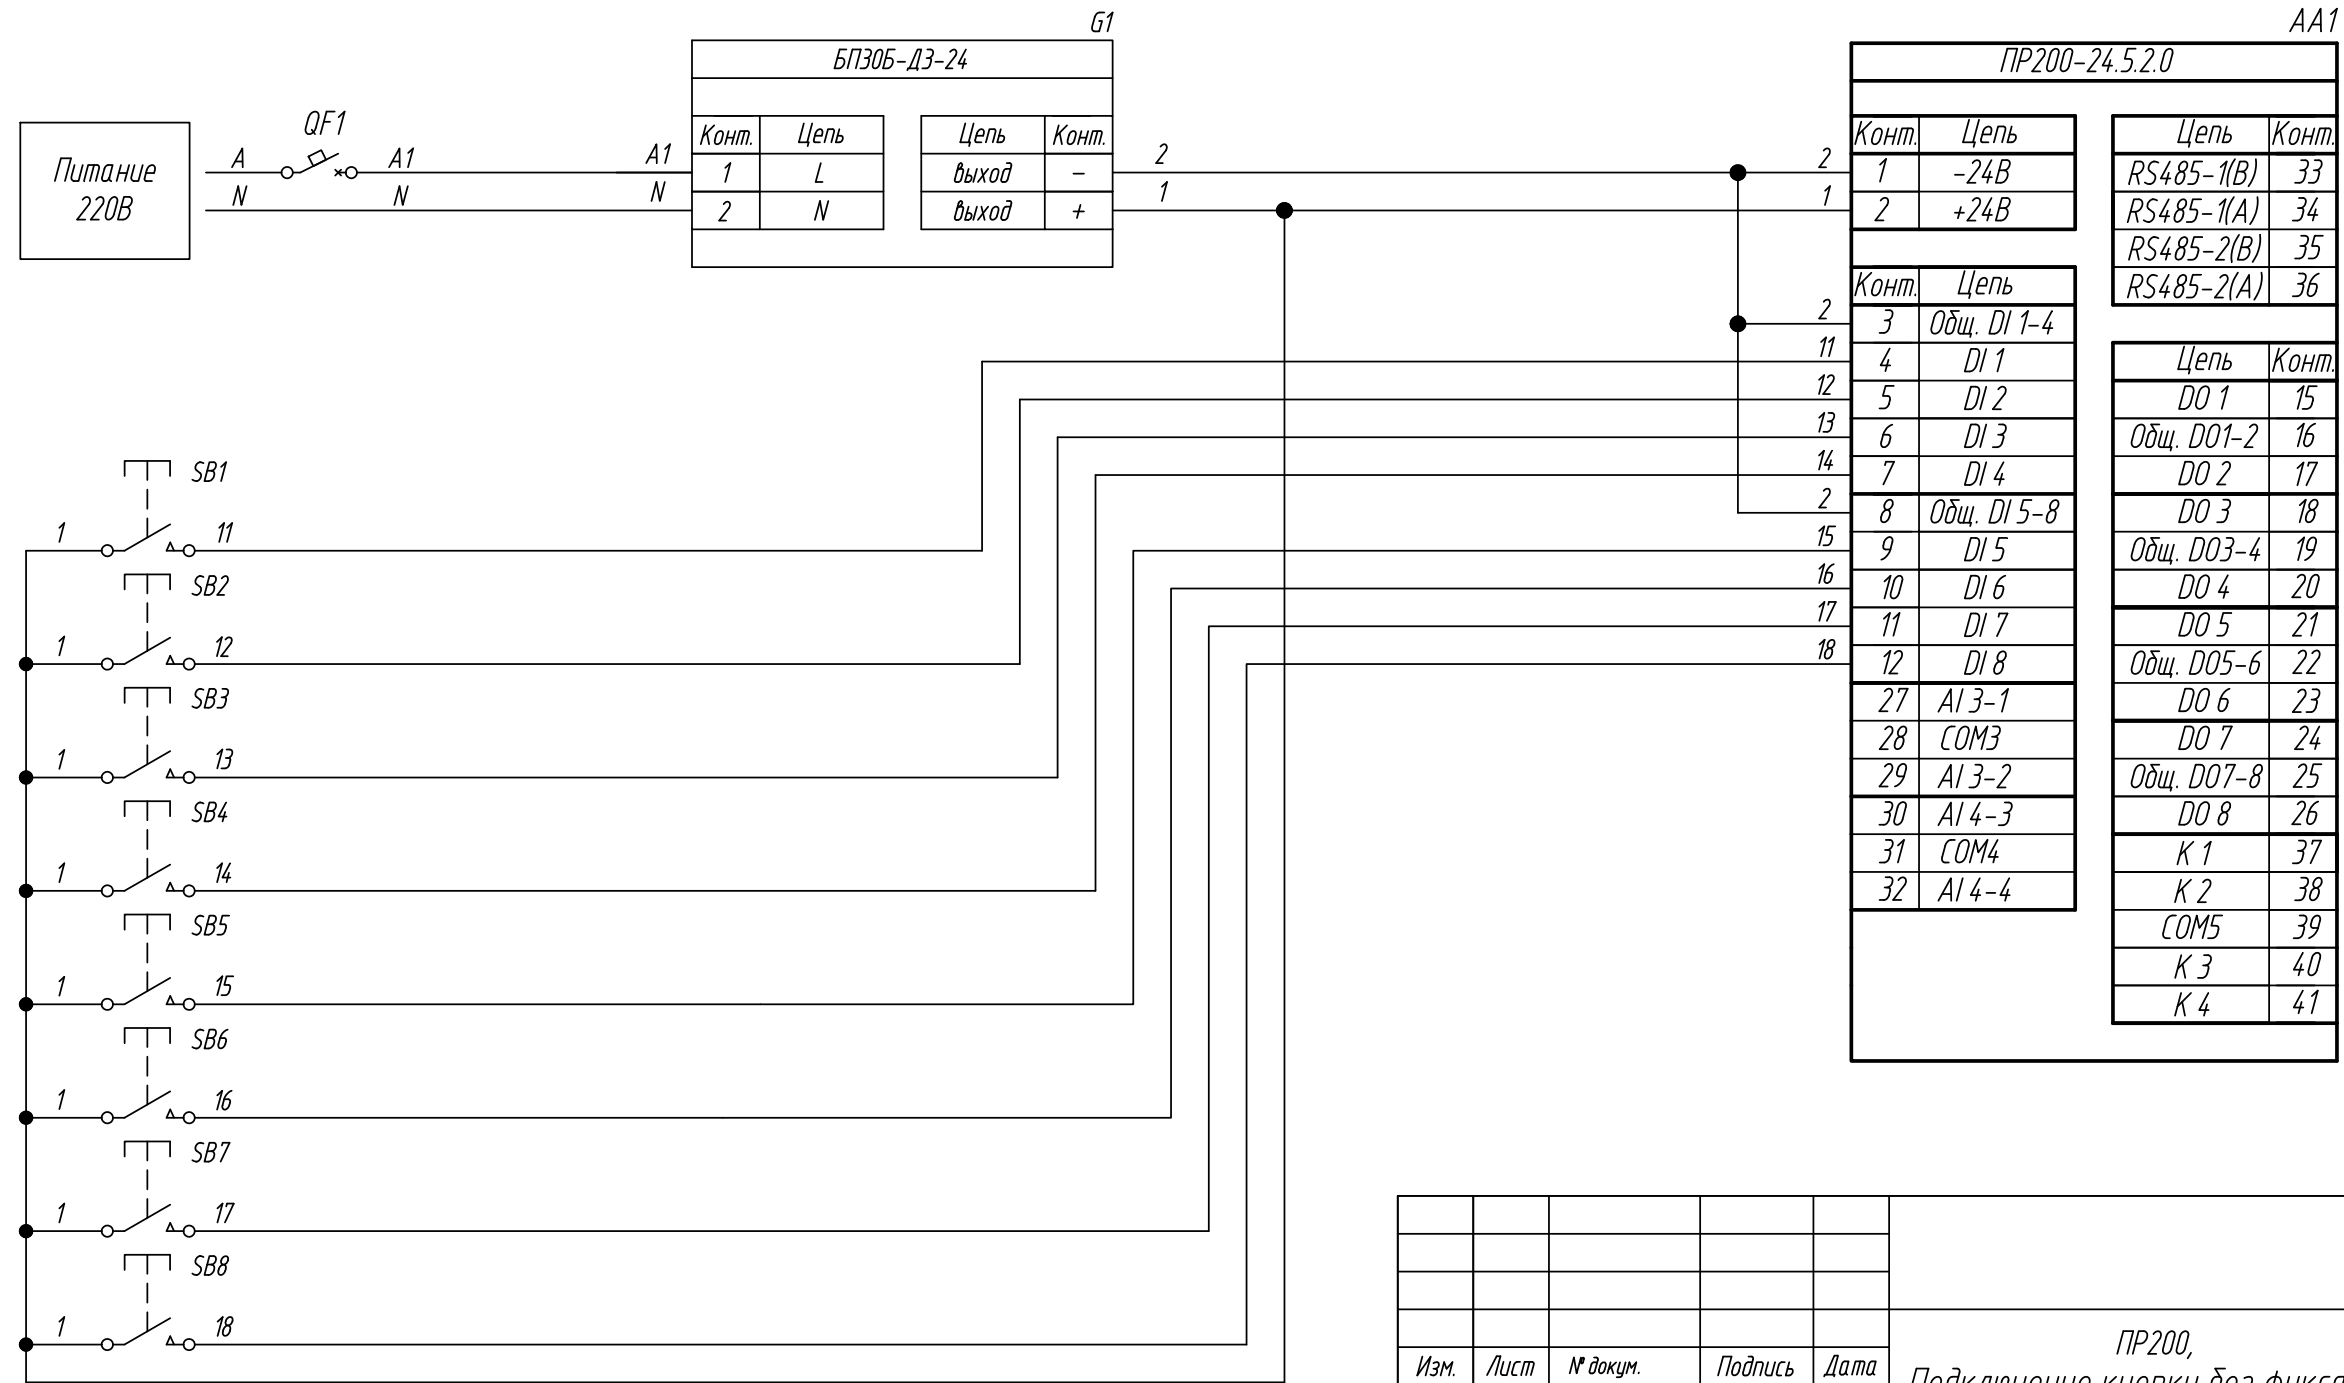 G1
AA1
БП30Б-Д3-24
ПР200-24.5.2.0
Питание
220В
QF1
A
A1
A1
N
N
N
Конт. Цепь
1 L
2 N
Цепь Конт.
выход -
выход +
2
1
2
1
Конт. Цепь
1 -24В
2 +24В
Цепь Конт.
RS485-1(B) 33
RS485-1(A) 34
RS485-2(B) 35
RS485-2(A) 36
2
11
12
13
14
2
15
16
17
18
Конт. Цепь
3 Общ. DI 1-4
4 DI 1
5 DI 2
6 DI 3
7 DI 4
8 Общ. DI 5-8
9 DI 5
10 DI 6
11 DI 7
12 DI 8
27 AI 3-1
28 COM3
29 AI 3-2
30 AI 4-3
31 COM4
32 AI 4-4
Цепь Конт.
DO 1 15
Общ. DO1-2 16
DO 2 17
DO 3 18
Общ. DO3-4 19
DO 4 20
DO 5 21
Общ. DO5-6 22
DO 6 23
DO 7 24
Общ. DO7-8 25
DO 8 26
K 1 37
K 2 38
COM5 39
K 3 40
K 4 41
SB1
1 11
SB2
1 12
SB3
1 13
SB4
1 14
SB5
1 15
SB6
1 16
SB7
1 17
SB8
1 18
Изм. Лист № докум. Подпись Дата
ПР200,
Подключение кнопки без